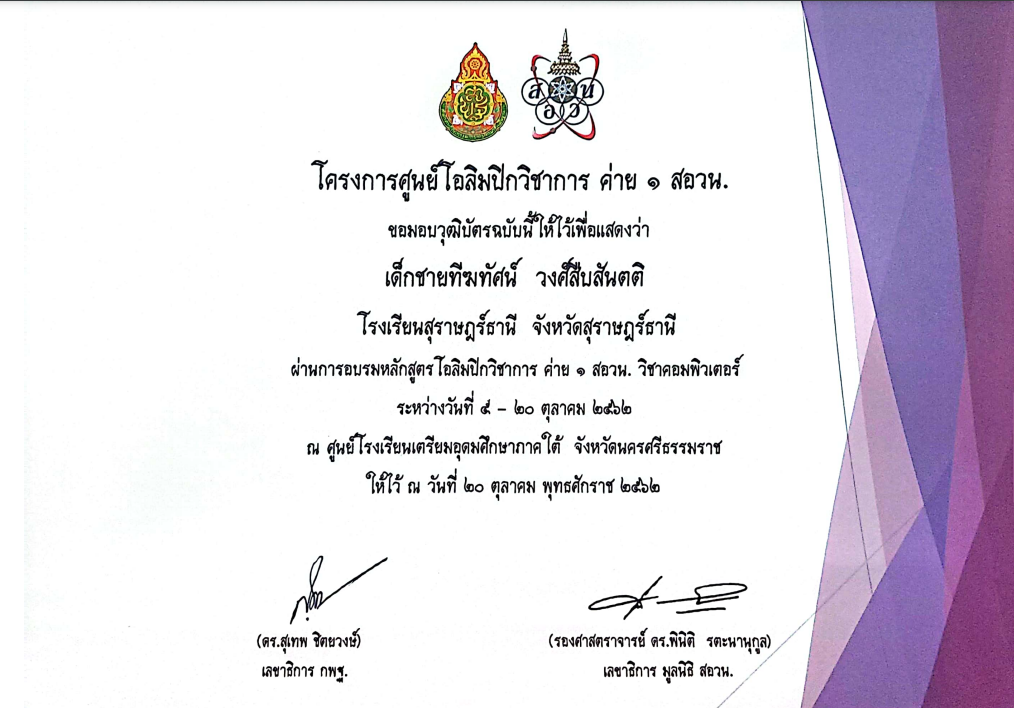 ส อ ว น
โครงการศูนย์โอลิมปิกวิชาการ ค่าย ๑ สอวน.
ขอมอบวุฒิบัตรฉบับนี้ให้ไว้เพื่อแสดงว่า
เด็กชายทีฆทัศน์ วงศ์สืบสันตติ
โรงเรียนสุราษฎร์ธานี จังหวัดสุราษฎร์ธานี
ผ่านการอบรมหลักสูตรโอลิมปิกวิชาการ ค่าย ๑ สอวน. วิชาคอมพิวเตอร์
ระหว่างวันที่ ๕ – ๒๐ ตุลาคม ๒๕๖๒
ณ ศูนย์โรงเรียนเตรียมอุดมศึกษาภาคใต้ จังหวัดนครศรีธรรมราช
ให้ไว้ ณ วันที่ ๒๐ ตุลาคม พุทธศักราช ๒๕๖๒
(ดร.สุเทพ ชิตยวงษ์)
เลขาธิการ กพฐ.
(รองศาสตราจารย์ ดร.พินิติ รตะนานุกูล)
เลขาธิการ มูลนิธิ สอวน.